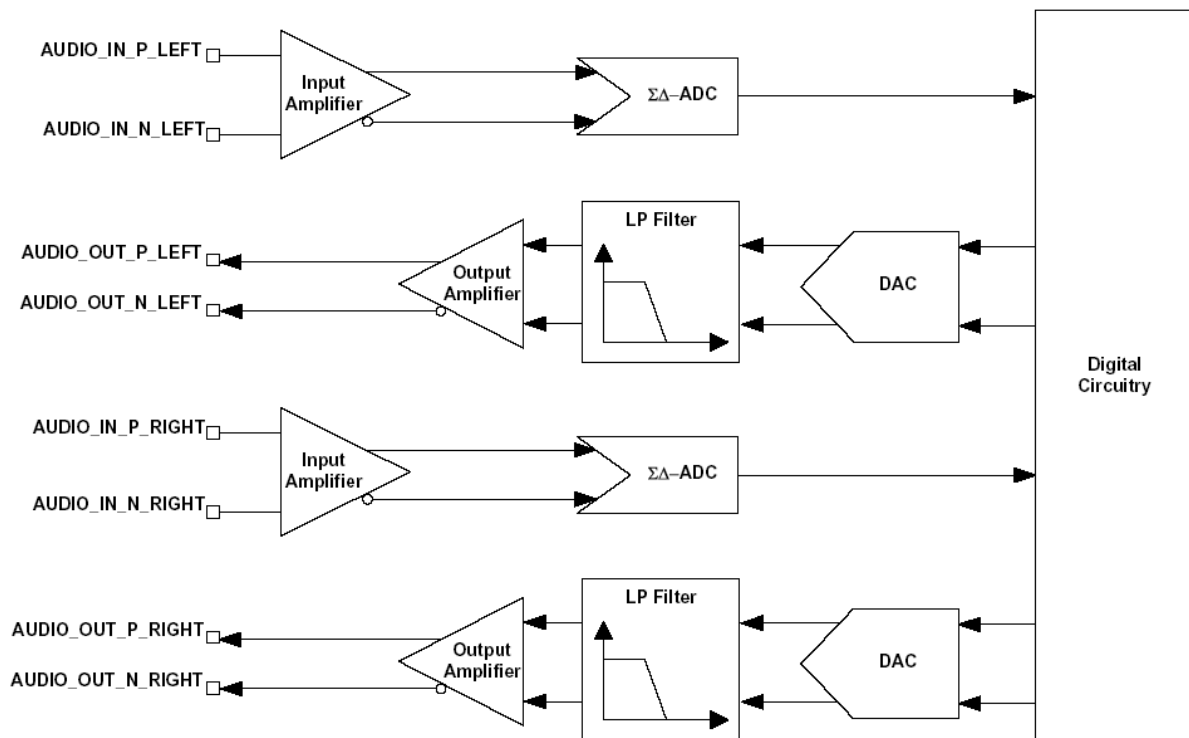 AUDIO_IN_P_LEFT
Input
Amplifier
AUDIO_IN_N_LEFT
ΣΔ–ADC
AUDIO_OUT_P_LEFT
AUDIO_OUT_N_LEFT
Output
Amplifier
LP Filter
DAC
Digital
Circuitry
AUDIO_IN_P_RIGHT
Input
Amplifier
AUDIO_IN_N_RIGHT
ΣΔ–ADC
AUDIO_OUT_P_RIGHT
AUDIO_OUT_N_RIGHT
Output
Amplifier
LP Filter
DAC